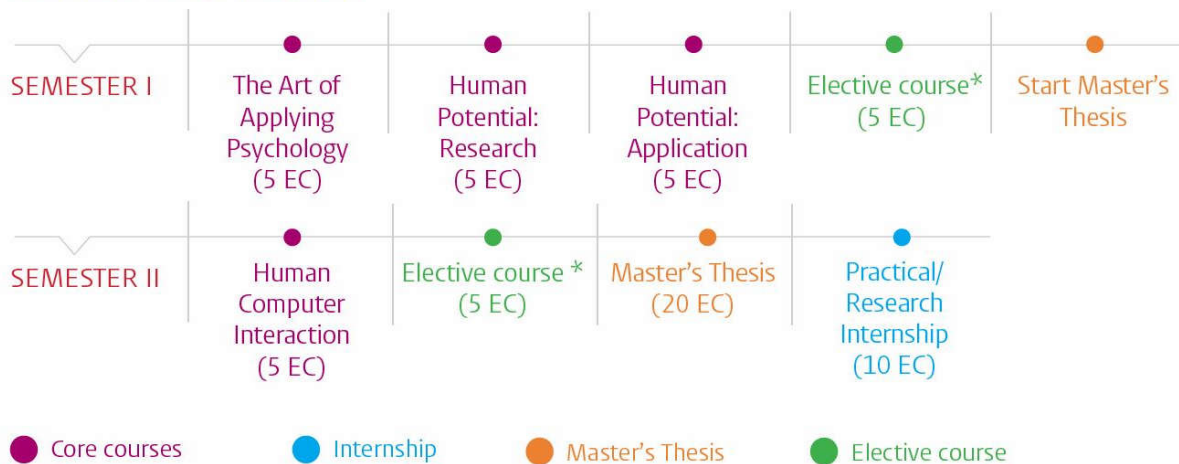 SEMESTER I
The Art of
Applying
Psychology
(5 EC)
Human
Potential:
Research
(5 EC)
Human
Potential:
Application
(5 EC)
Elective course*
(5 EC)
Start Master's
Thesis
SEMESTER II
Human
Computer
Interaction
(5 EC)
Elective course *
(5 EC)
Master's Thesis
(20 EC)
Practical/
Research
Internship
(10 EC)
Core courses
Internship
Master's Thesis
Elective course